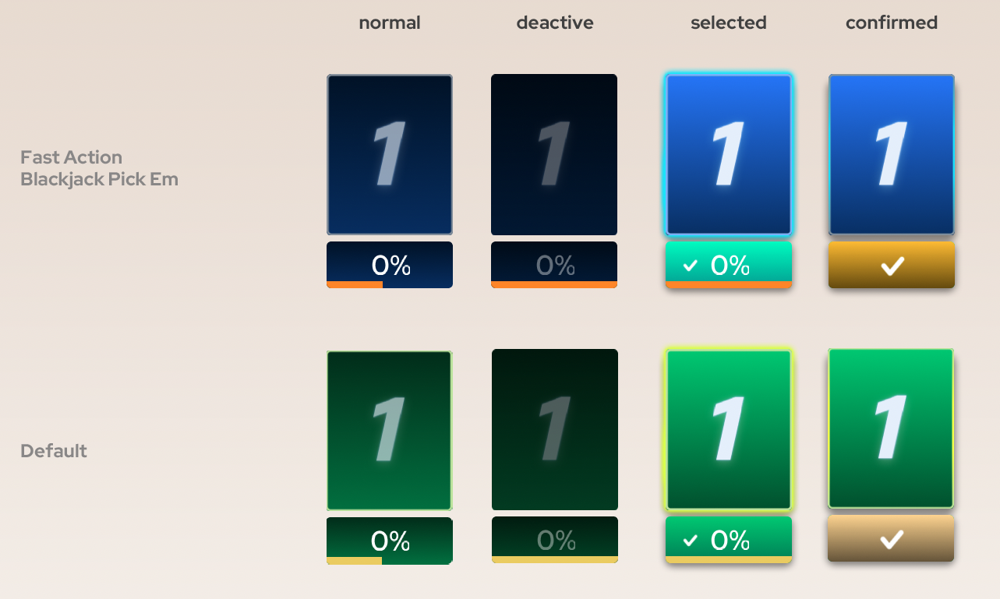 normal deactive selected confirmed
1 1 1 1
Fast Action
Blackjack Pick Em
0% 0% 0%
1 1 1 1
Default
0% 0% 0%